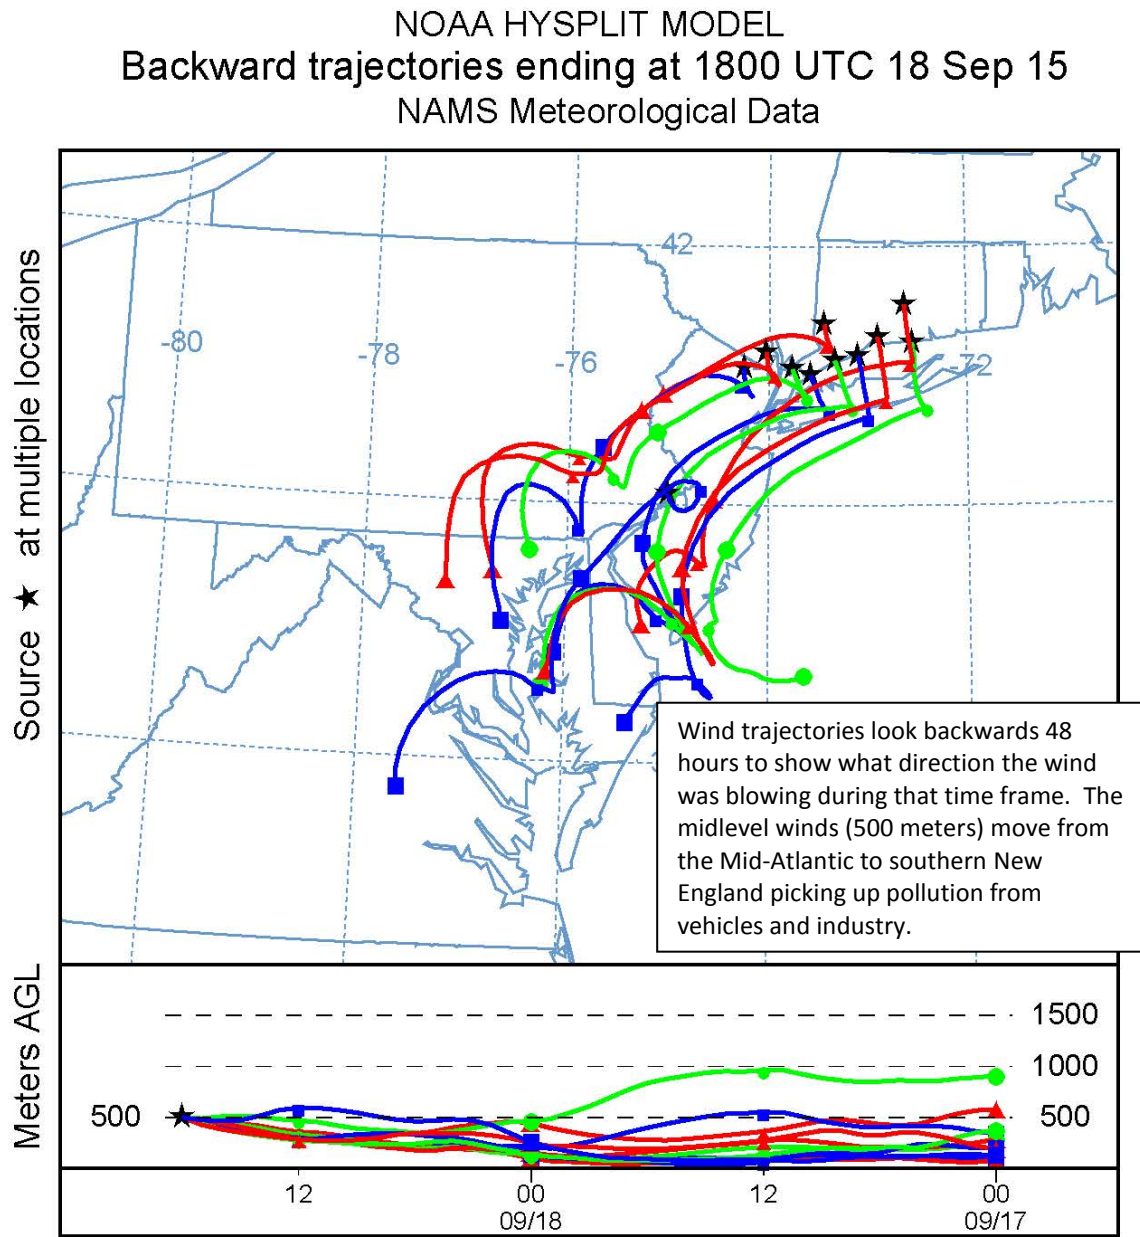 NOAA HYSPLIT MODEL
Backward trajectories ending at 1800 UTC 18 Sep 15
NAMS Meteorological Data
Source ★ at multiple locations
42
-80
-78
-76
-72
Wind trajectories look backwards 48
hours to show what direction the wind
was blowing during that time frame. The
midlevel winds (500 meters) move from
the Mid-Atlantic to southern New
England picking up pollution from
vehicles and industry.
Meters AGL
1500
1000
500
500
12
00
12
00
09/18
09/17